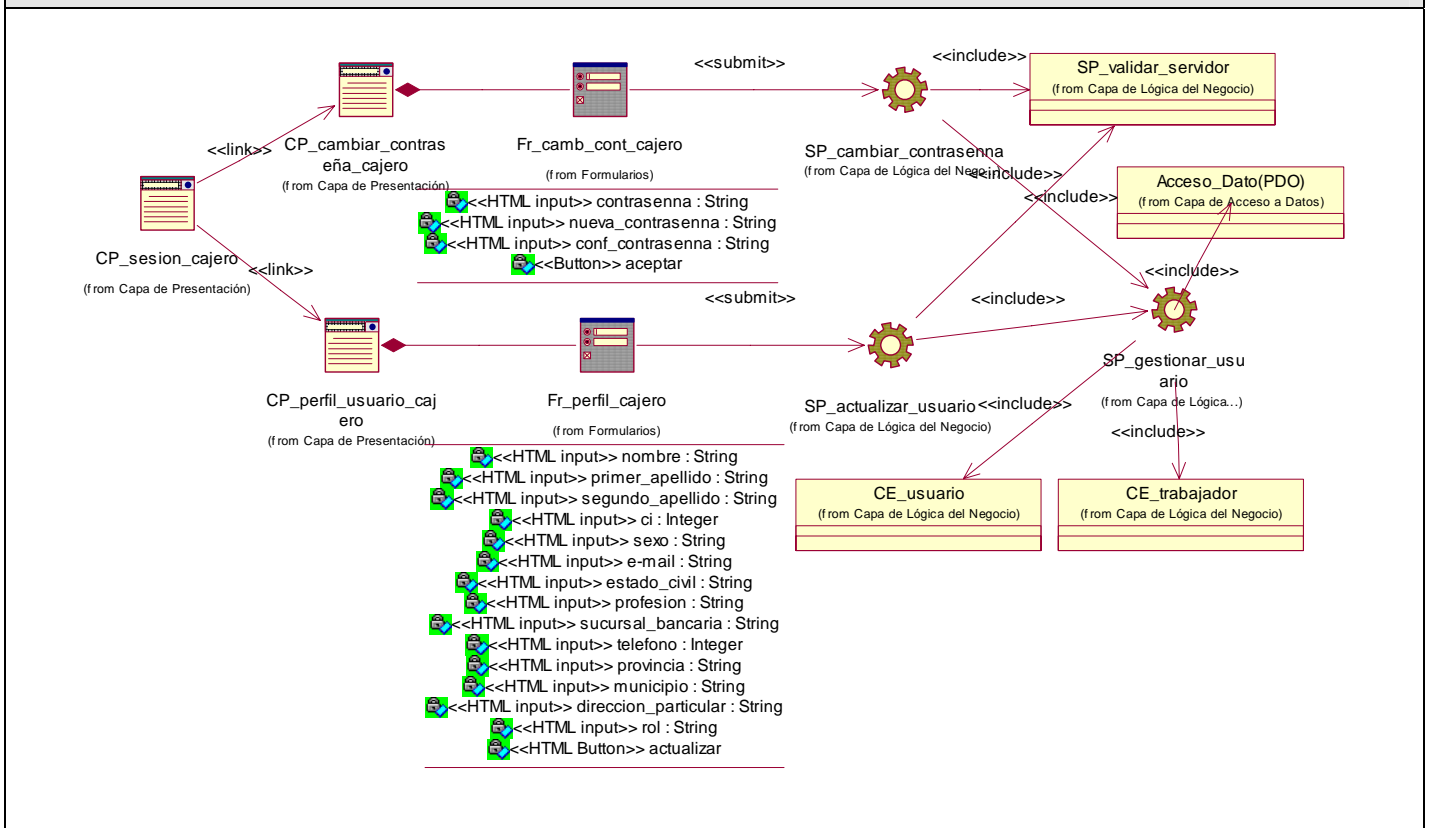 <<submit>>
<<include>>
SP_validar_servidor
(from Capa de Lógica del Negocio)
<<link>>
CP_cambiar_contras
eña_cajero
(from Capa de Presentación)
Fr_camb_cont_cajero
(from Formularios)
<<HTML input>> contrasenna : String
<<HTML input>> nueva_contrasenna : String
<<HTML input>> conf_contrasenna : String
<<Button>> aceptar
SP_cambiar_contrasenna
(from Capa de Lógica del Nego...)
<<include>>
<<include>>
Acceso_Dato(PDO)
(from Capa de Acceso a Datos)
CP_sesion_cajero
(from Capa de Presentación)
<<link>>
<<submit>>
<<include>>
<<include>>
CP_perfil_usuario_caj
ero
(from Capa de Presentación)
Fr_perfil_cajero
(from Formularios)
<<HTML input>> nombre : String
<<HTML input>> primer_apellido : String
<<HTML input>> segundo_apellido : String
<<HTML input>> ci : Integer
<<HTML input>> sexo : String
<<HTML input>> e-mail : String
<<HTML input>> estado_civil : String
<<HTML input>> profesion : String
<<HTML input>> sucursal_bancaria : String
<<HTML input>> telefono : Integer
<<HTML input>> provincia : String
<<HTML input>> municipio : String
<<HTML input>> direccion_particular : String
<<HTML input>> rol : String
<<HTML Button>> actualizar
SP_actualizar_usuario
(from Capa de Lógica del Negocio)
<<include>>
SP_gestionar_usu
ario
(from Capa de Lógica...)
<<include>>
CE_usuario
(from Capa de Lógica del Negocio)
CE_trabajador
(from Capa de Lógica del Negocio)